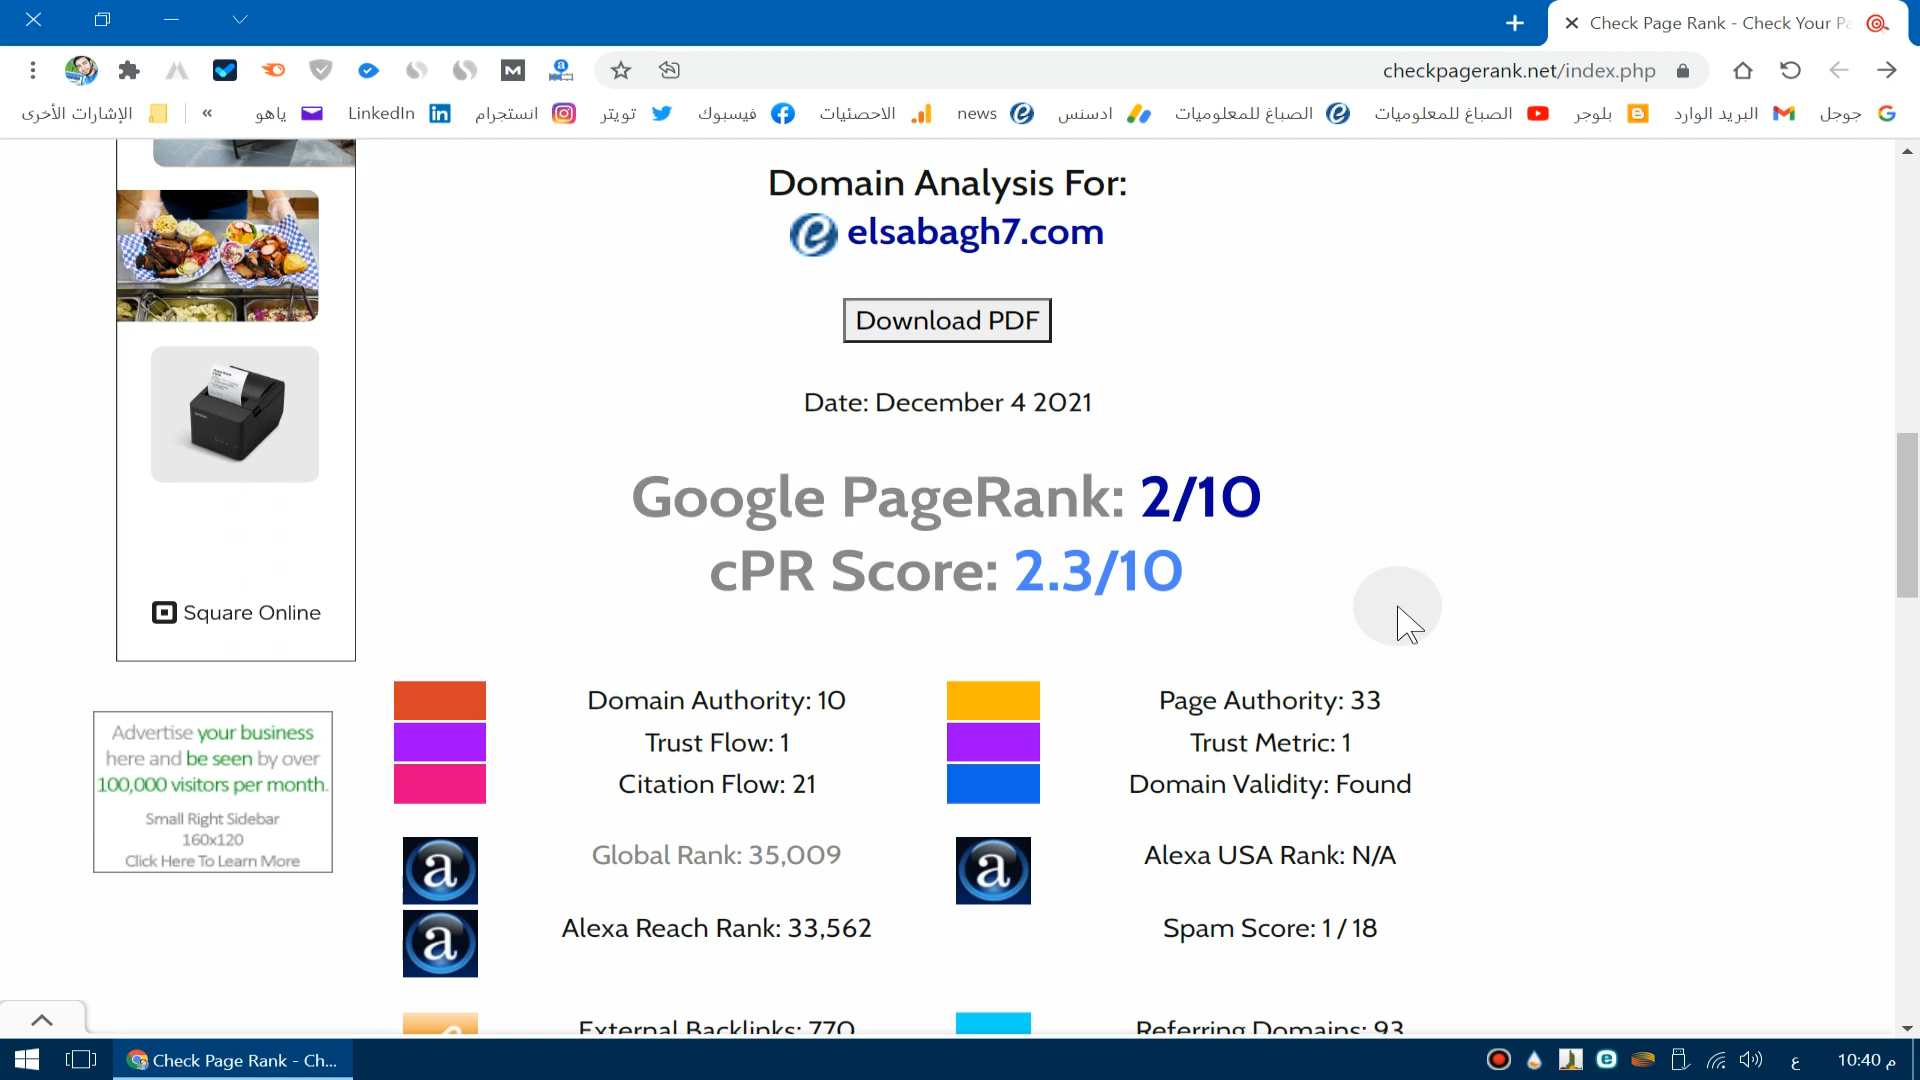 Check Page Rank - Check Your Pa
checkpagerank.net/index.php
جوجل
البريد الوارد
بلوجر
الصباغ للمعلوميات
الصباغ للمعلوميات
ادسنس
news
الاحصئيات
فيسبوك
تويتر
انستجرام
LinkedIn
ياهو
»
الإشارات الأخرى
Domain Analysis For:
elsabagh7.com
Download PDF
Date: December 4 2021
Google PageRank: 2/10
cPR Score: 2.3/10
Square Online
Domain Authority: 10
Page Authority: 33
Trust Flow: 1
Trust Metric: 1
Citation Flow: 21
Domain Validity: Found
Global Rank: 35,009
Alexa USA Rank: N/A
Alexa Reach Rank: 33,562
Spam Score: 1 / 18
External Backlinks: 770
Referring Domains: 93
Advertise your business
here and be seen by over
100,000 visitors per month.
Small Right Sidebar
160x120
Click Here To Learn More
Check Page Rank - Ch...
ع
10:40 م